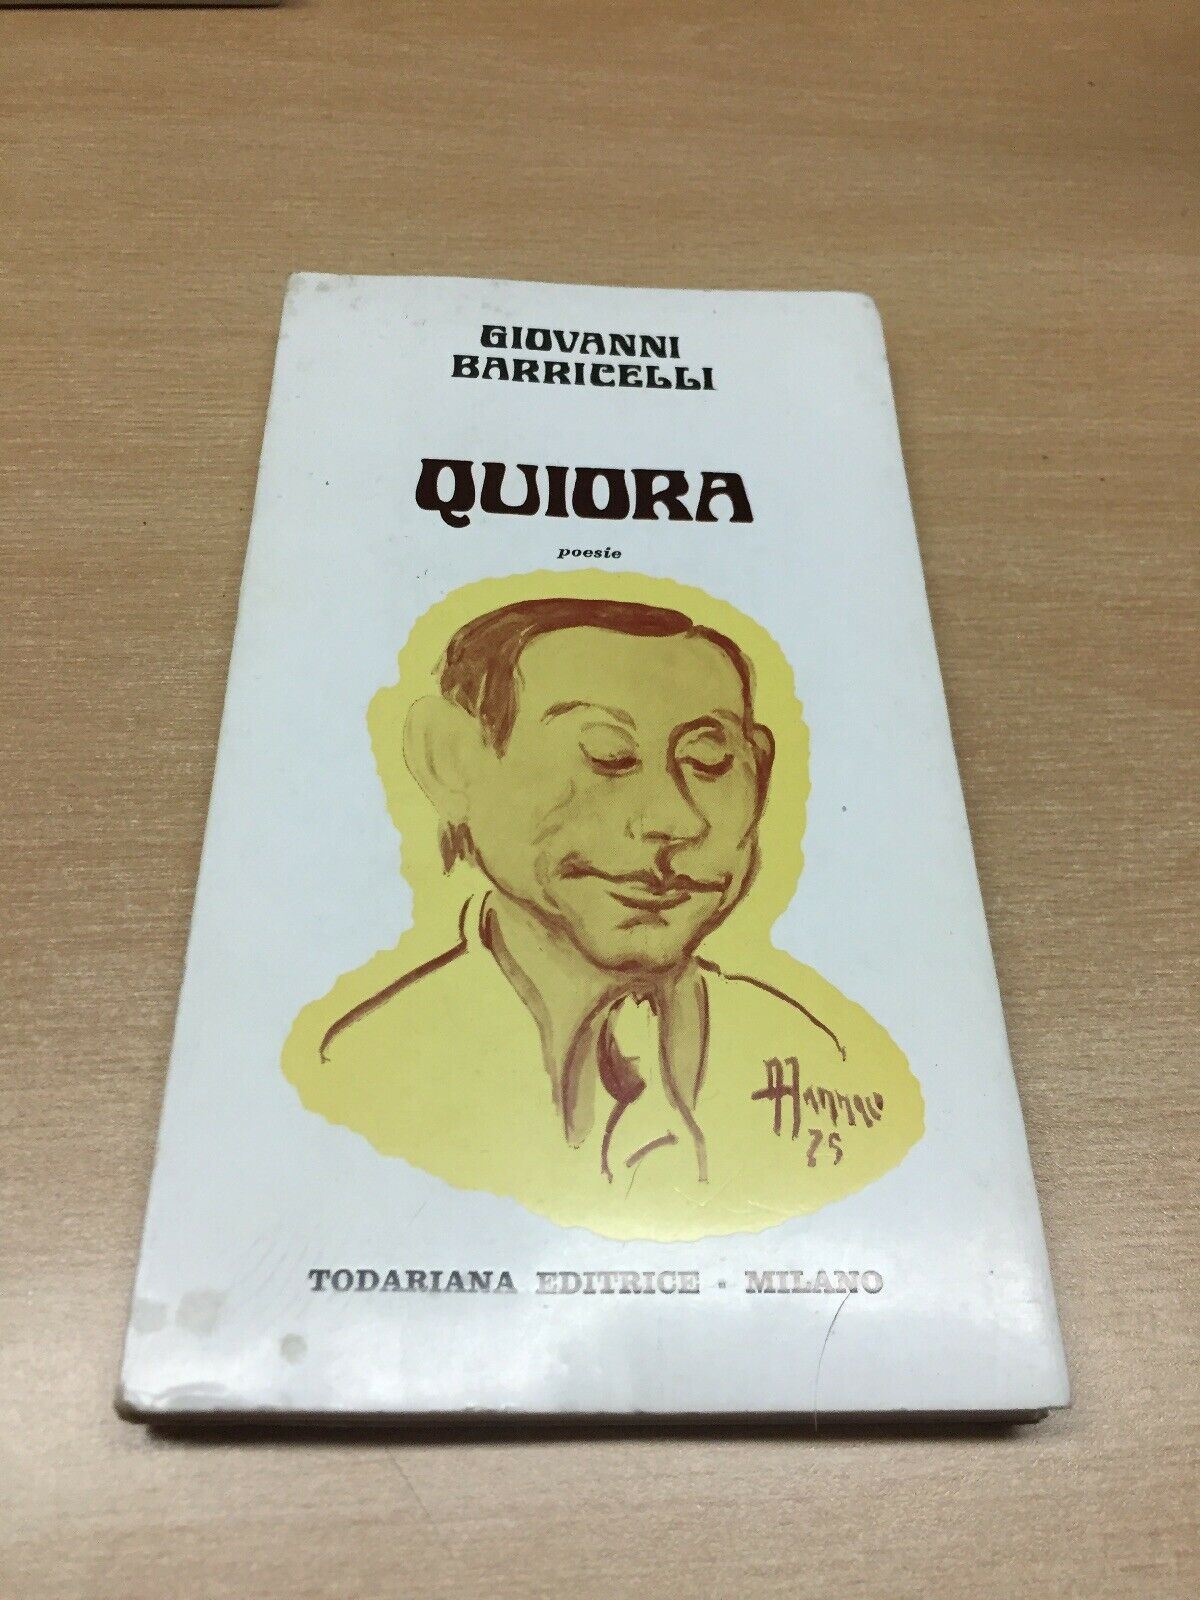 GIOVANNI
BARRICELLI
QUIORA
poesie
75
TODARIANA EDITRICE - MILANO